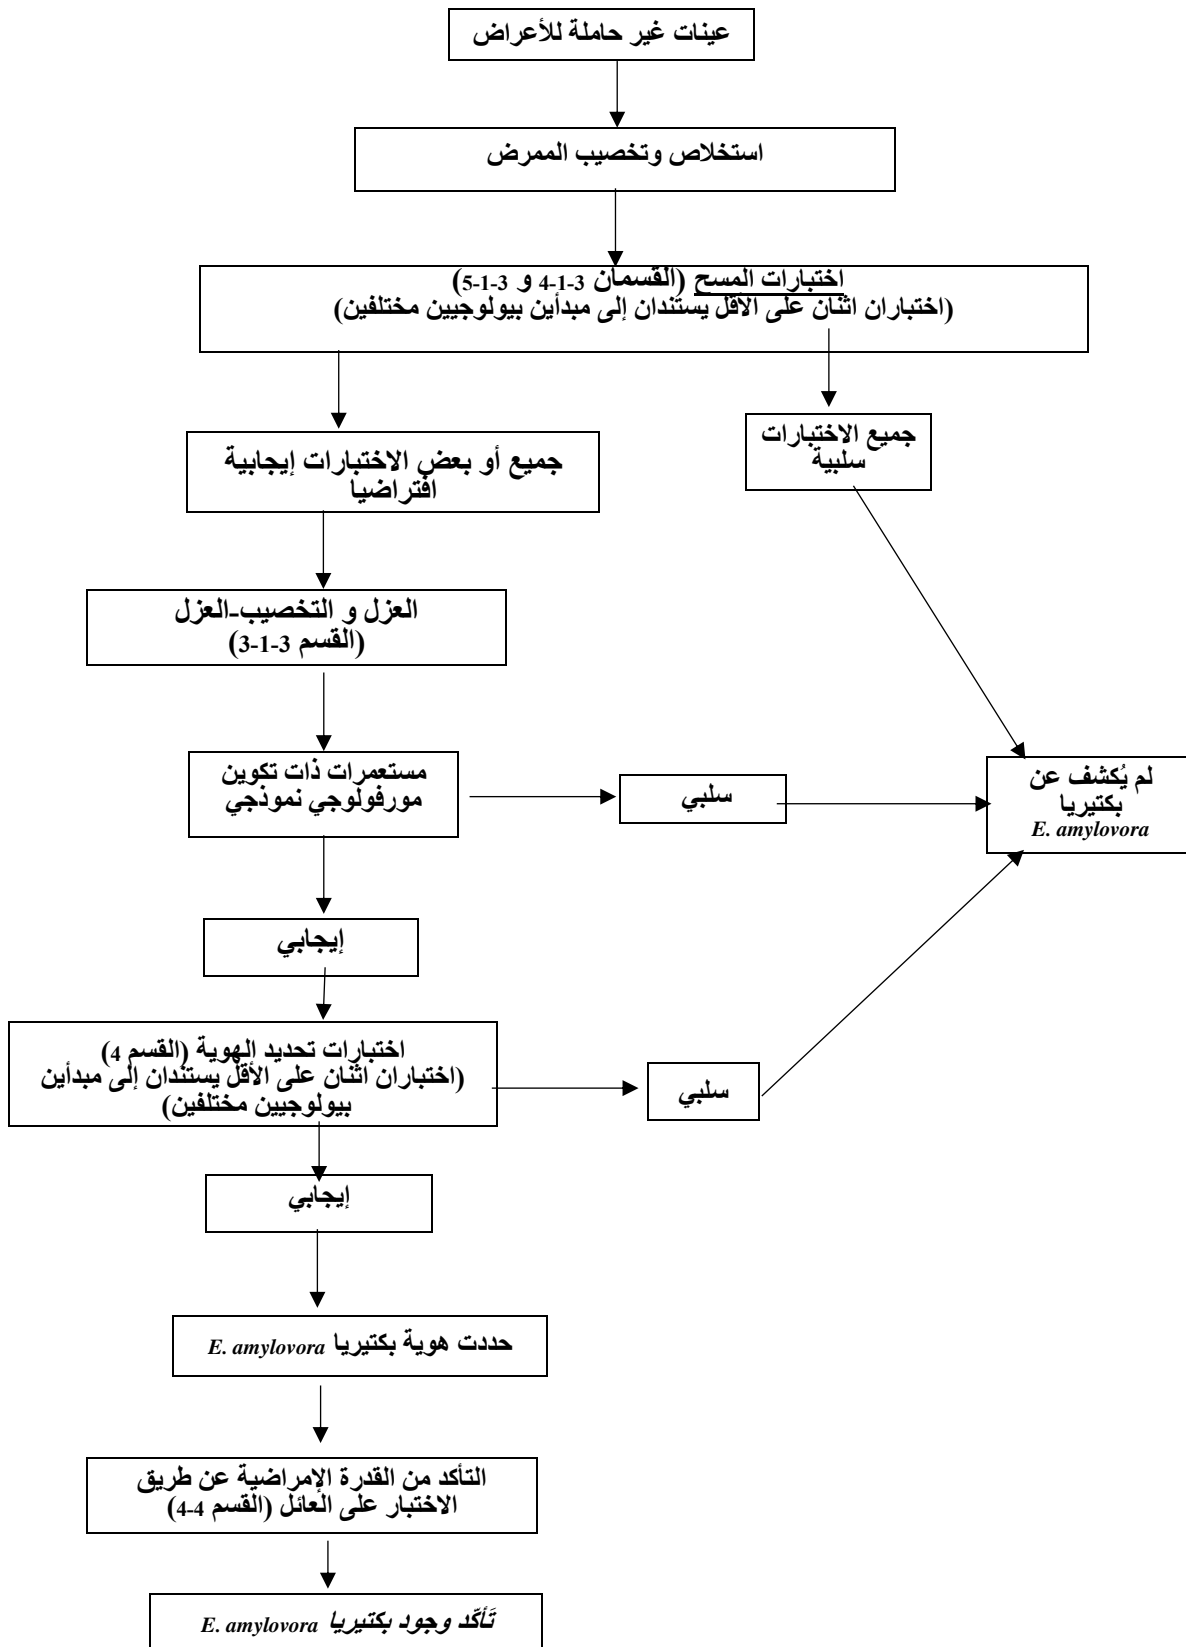 عينات غير حاملة للأعراض
استخلاص وتخصيب الممرض
اختبارات المسح (القسمان 3-1-4 و 3-1-5)
(اختباران اثنان على الأقل يستندان إلى مبدأين بيولوجيين مختلفين)
جميع الاختبارات
سلبية
جميع أو بعض الاختبارات إيجابية
افتراضيا
العزل و التخصيب-العزل
(القسم 3-1-3)
مستعمرات ذات تكوين
مورفولوجي نموذجي
سلبي
لم يُكشف عن
بكتيريا
E. amylovora
إيجابي
اختبارات تحديد الهوية (القسم 4)
(اختباران اثنان على الأقل يستندان إلى مبدأين
بيولوجيين مختلفين)
سلبي
إيجابي
حددت هوية بكتيريا E. amylovora
التأكد من القدرة الإمراضية عن طريق
الاختبار على العائل (القسم 4-4)
تَأكّد وجود بكتيريا E. amylovora